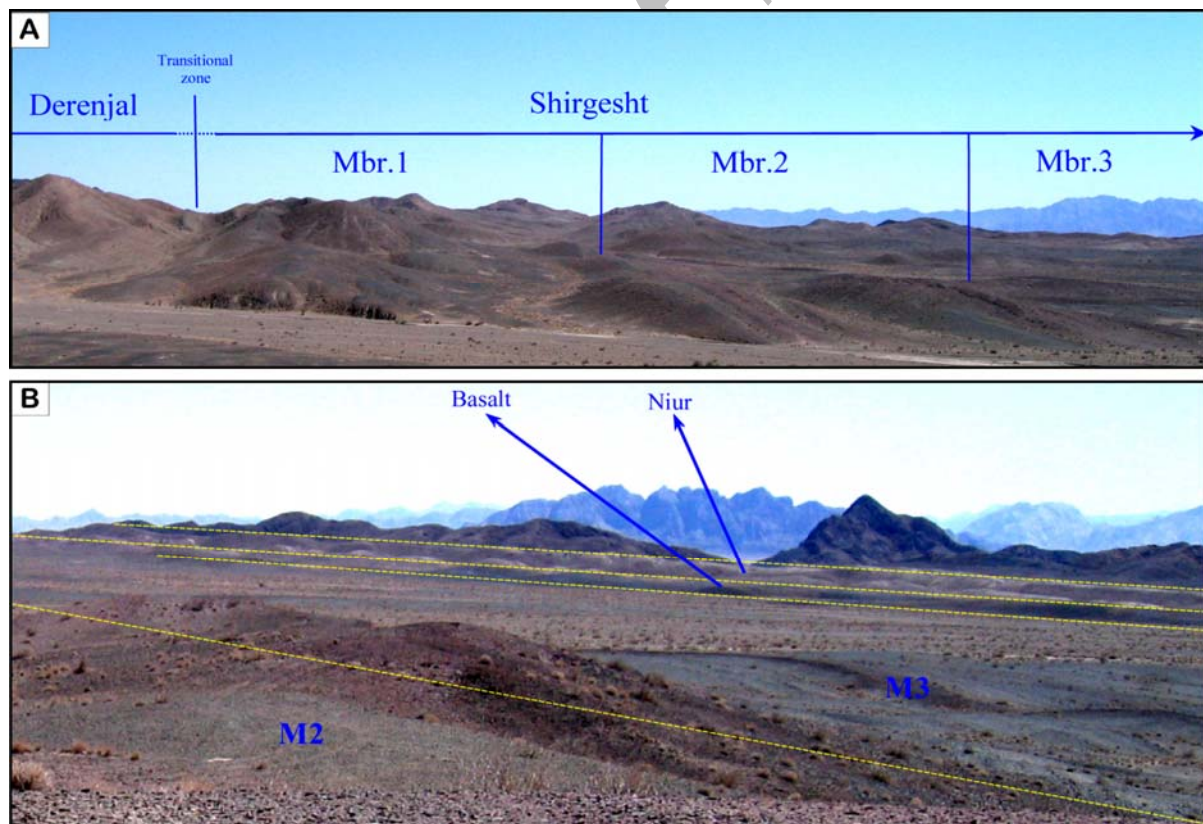 A
Transitional
zone
Derenjal
Shirgesht
Mbr.1
Mbr.2
Mbr.3
B
Basalt
Niur
M3
M2